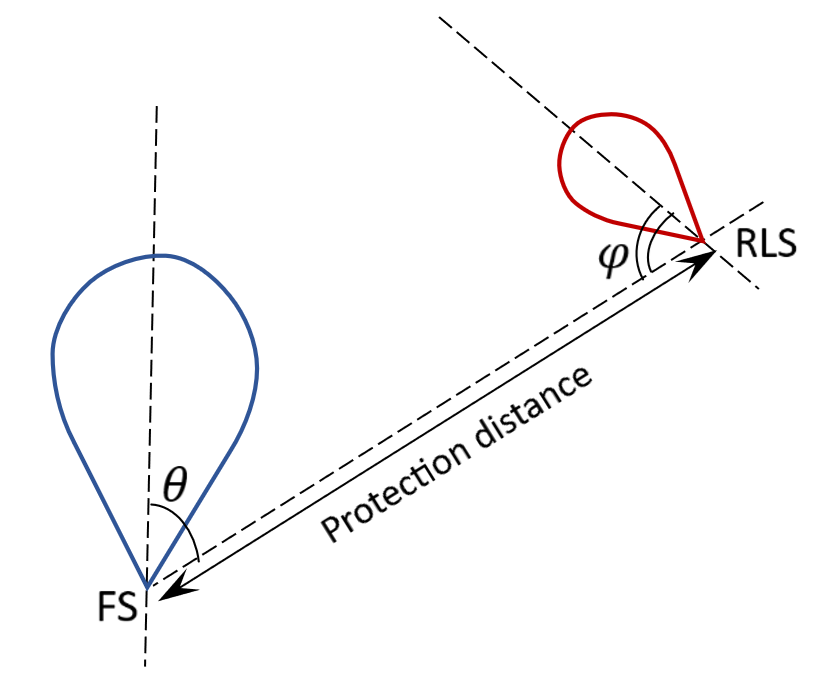 RLS
φ
Protection distance
θ
FS